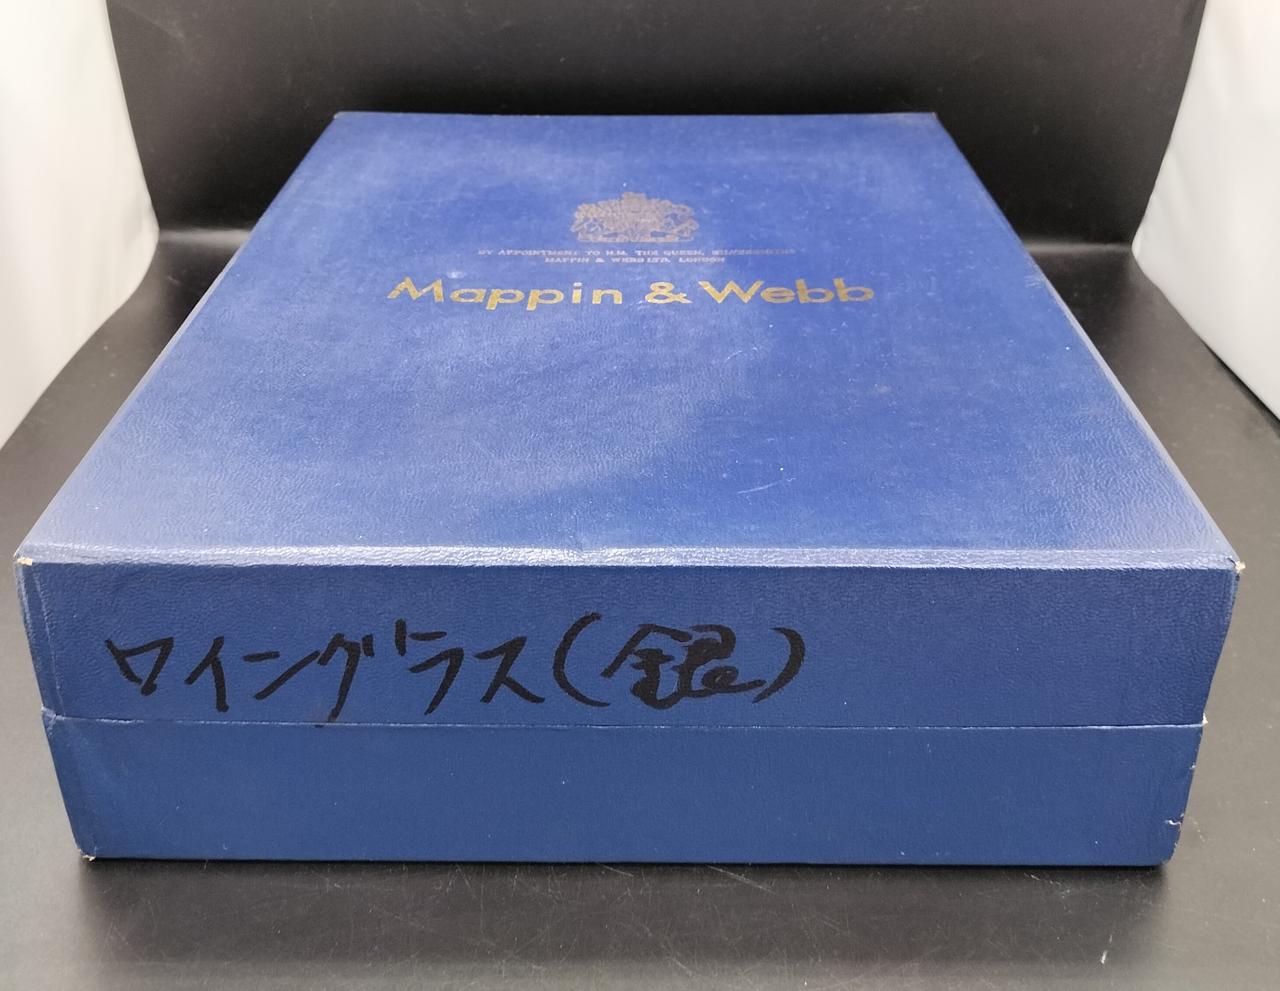 BY APPOINTMENT TO H.M. THE QUEEN, SILVERSMITHS
MAPPIN & WEBB LTD. LONDON
Mappin & Webb
ワイングラス(銀)